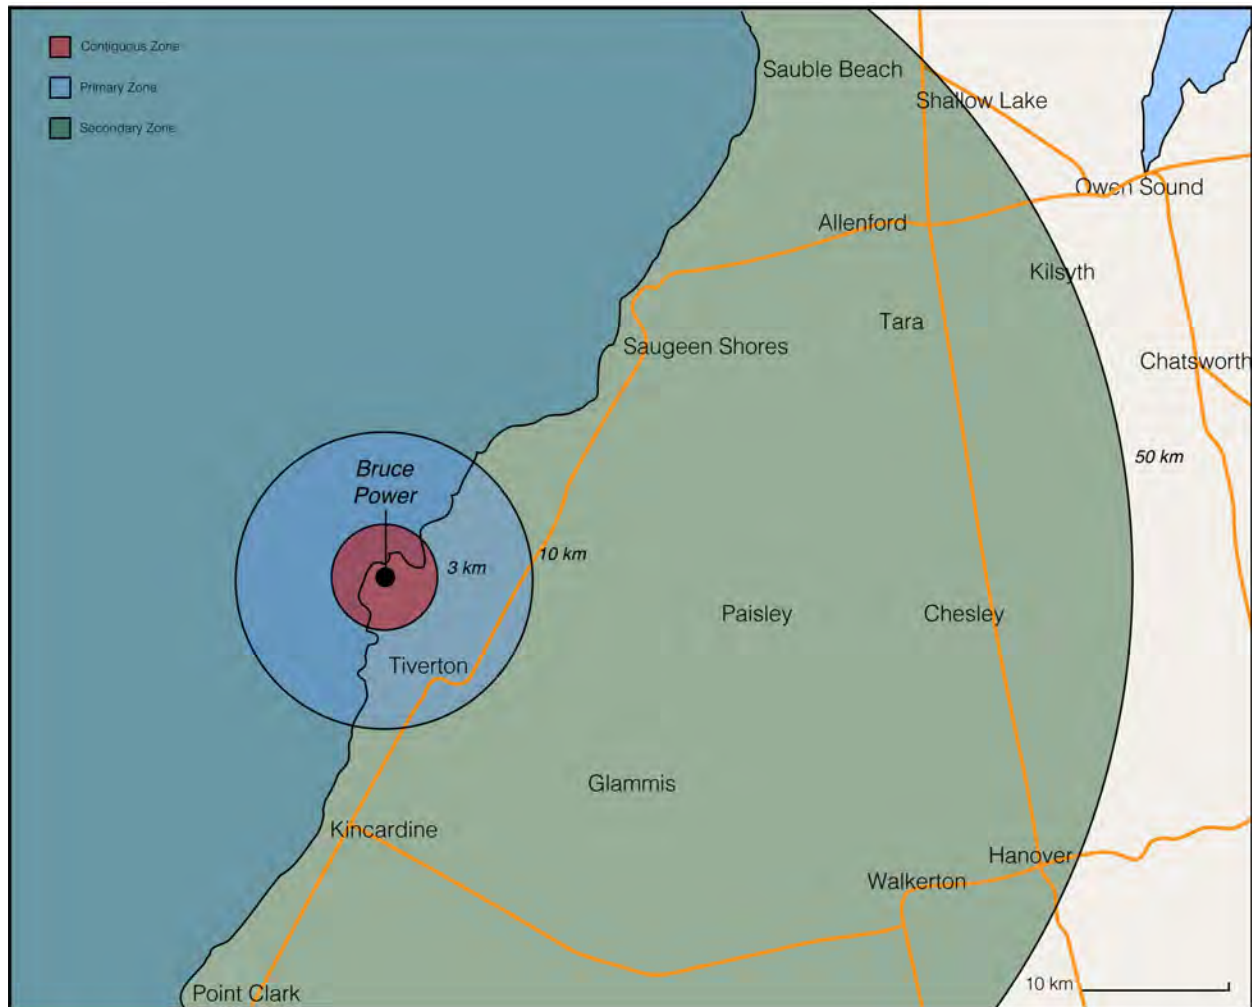 Contiguous Zone
Primary Zone
Secondary Zone
Sauble Beach
Shallow Lake
Owen Sound
Allenford
Kilsyth
Tara
Saugeen Shores
Chatsworth
50 km
Bruce
Power
3 km
10 km
Paisley
Chesley
Tiverton
Glammis
Kincardine
Hanover
Walkerton
Point Clark
10 km